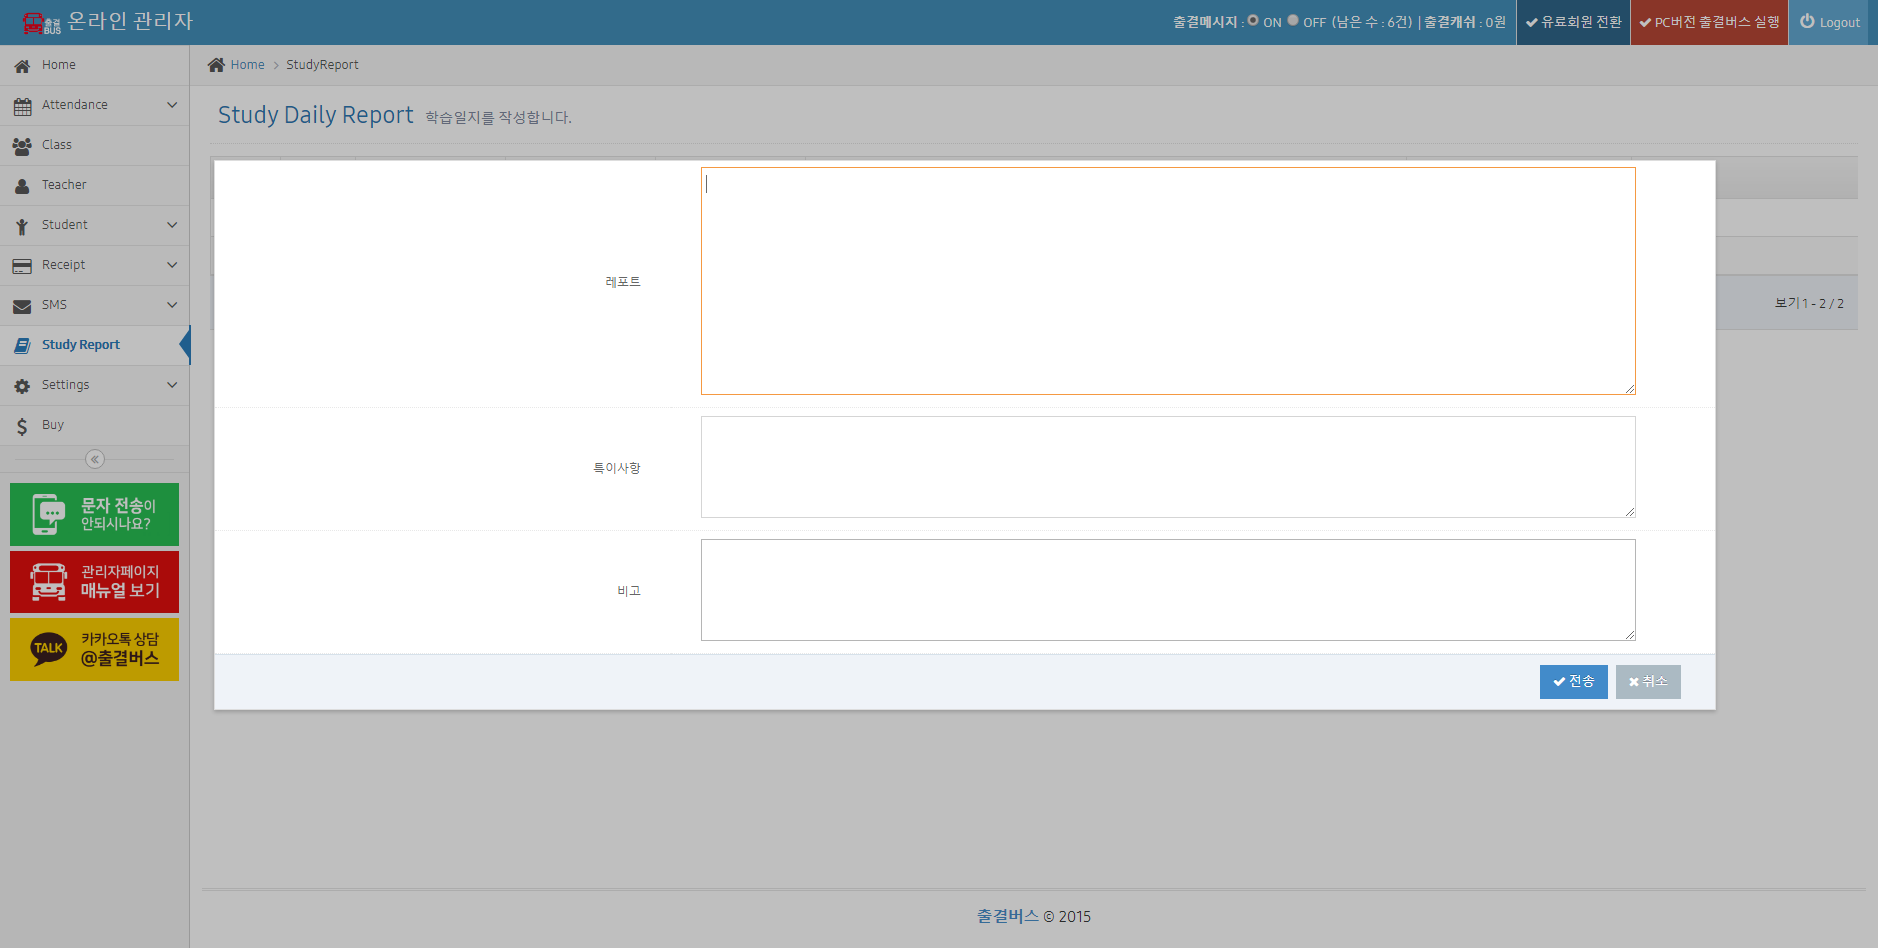 출결BUS 온라인 관리자
출결메시지 : ON OFF (남은 수 : 6건) | 출결캐쉬 : 0원
유료회원 전환
PC버전 출결버스 실행
Logout
Home
Attendance
Class
Teacher
Student
Receipt
SMS
Study Report
Settings
Buy
문자 전송이
안되시나요?
관리자페이지
매뉴얼 보기
TALK
카카오톡 상담
@출결버스
Home > StudyReport
Study Daily Report 학습일지를 작성합니다.
레포트
특이사항
비고
전송
취소
보기 1 - 2 / 2
출결버스 © 2015